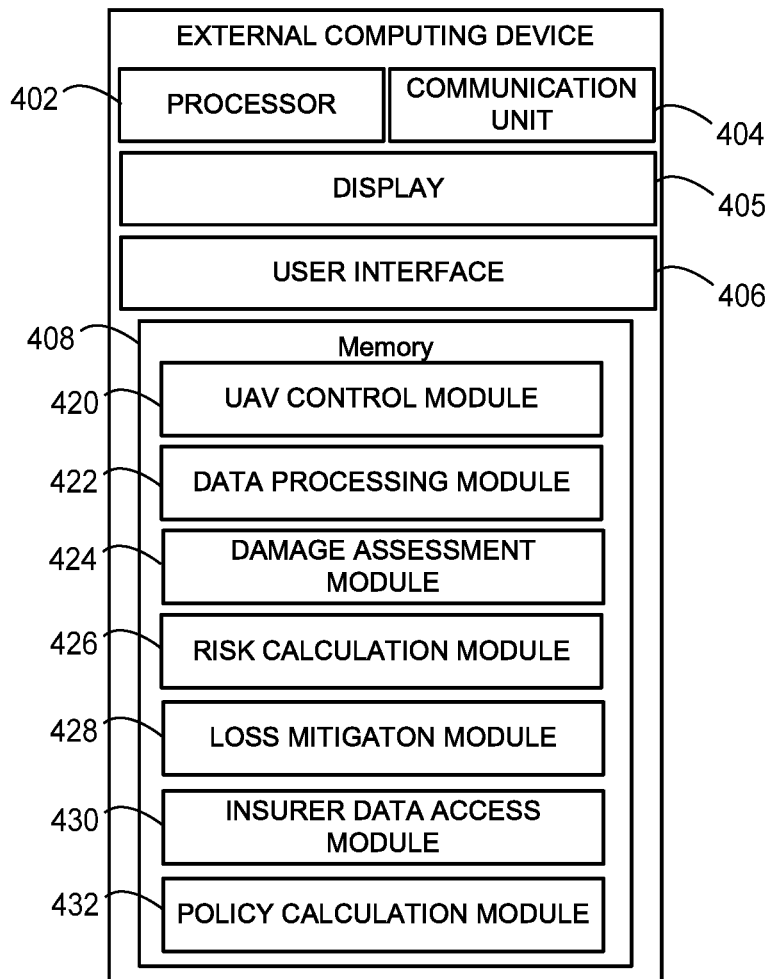 EXTERNAL COMPUTING DEVICE
402
PROCESSOR
COMMUNICATION
UNIT
404
DISPLAY
405
USER INTERFACE
406
408
Memory
420
UAV CONTROL MODULE
422
DATA PROCESSING MODULE
424
DAMAGE ASSESSMENT
MODULE
426
RISK CALCULATION MODULE
428
LOSS MITIGATON MODULE
430
INSURER DATA ACCESS
MODULE
432
POLICY CALCULATION MODULE